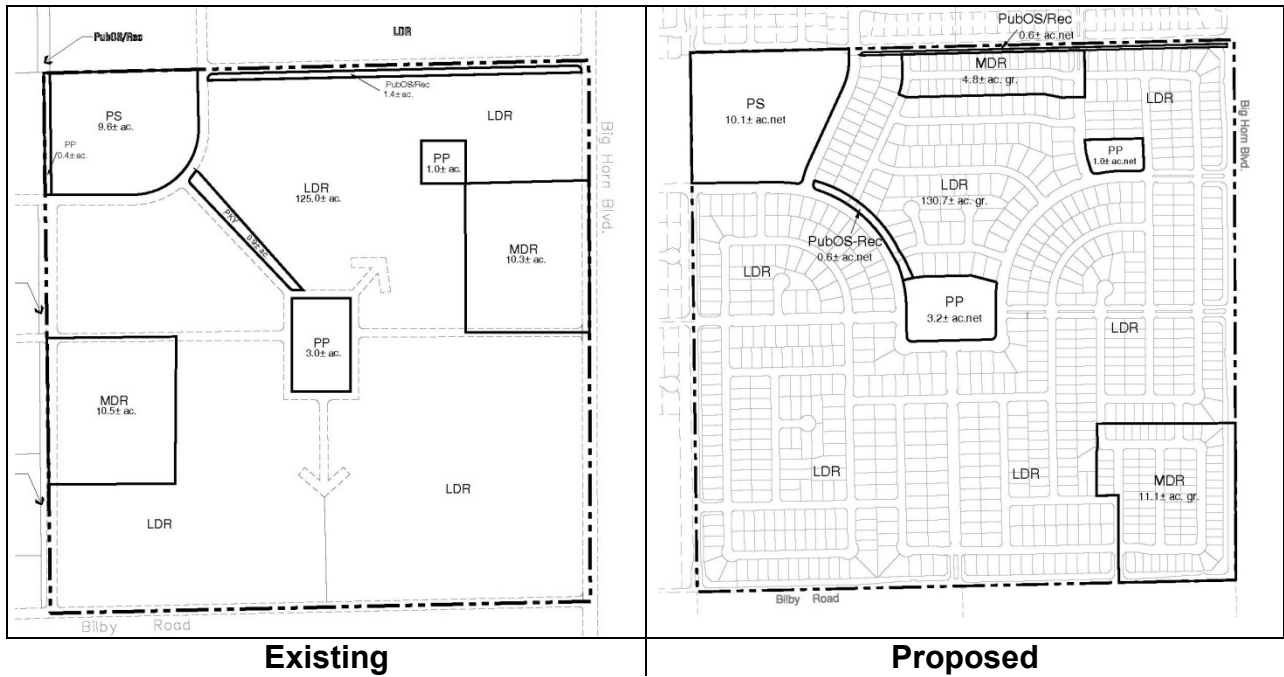 PubOS/Rec
LDR
PubOS/Rec
1.4± ac.
PS
9.6± ac.
LDR
PP
0.4± ac.
PP
1.0± ac.
LDR
125.0± ac.
PKY
0.9± ac.
MDR
10.3± ac.
Big Horn Blvd.
PP
3.0± ac.
MDR
10.5± ac.
LDR
LDR
Bilby Road
Existing
PubOS/Rec
0.6± ac.net
MDR
4.8± ac. gr.
LDR
PS
10.1± ac.net
Big Horn Blvd.
PP
1.0± ac.net
LDR
130.7± ac. gr.
PubOS-Rec
0.6± ac.net
LDR
PP
3.2± ac.net
LDR
LDR
LDR
MDR
11.1± ac. gr.
Bilby Road
Proposed